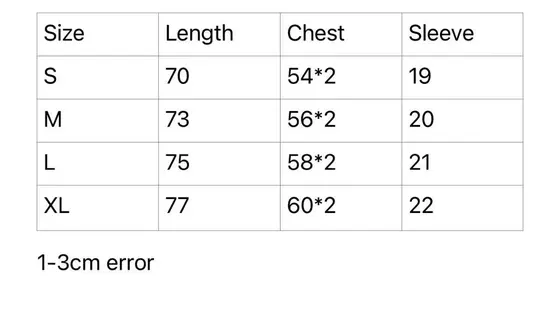 Size Length Chest Sleeve
S 70 54*2 19
M 73 56*2 20
L 75 58*2 21
XL 77 60*2 22
1-3cm error